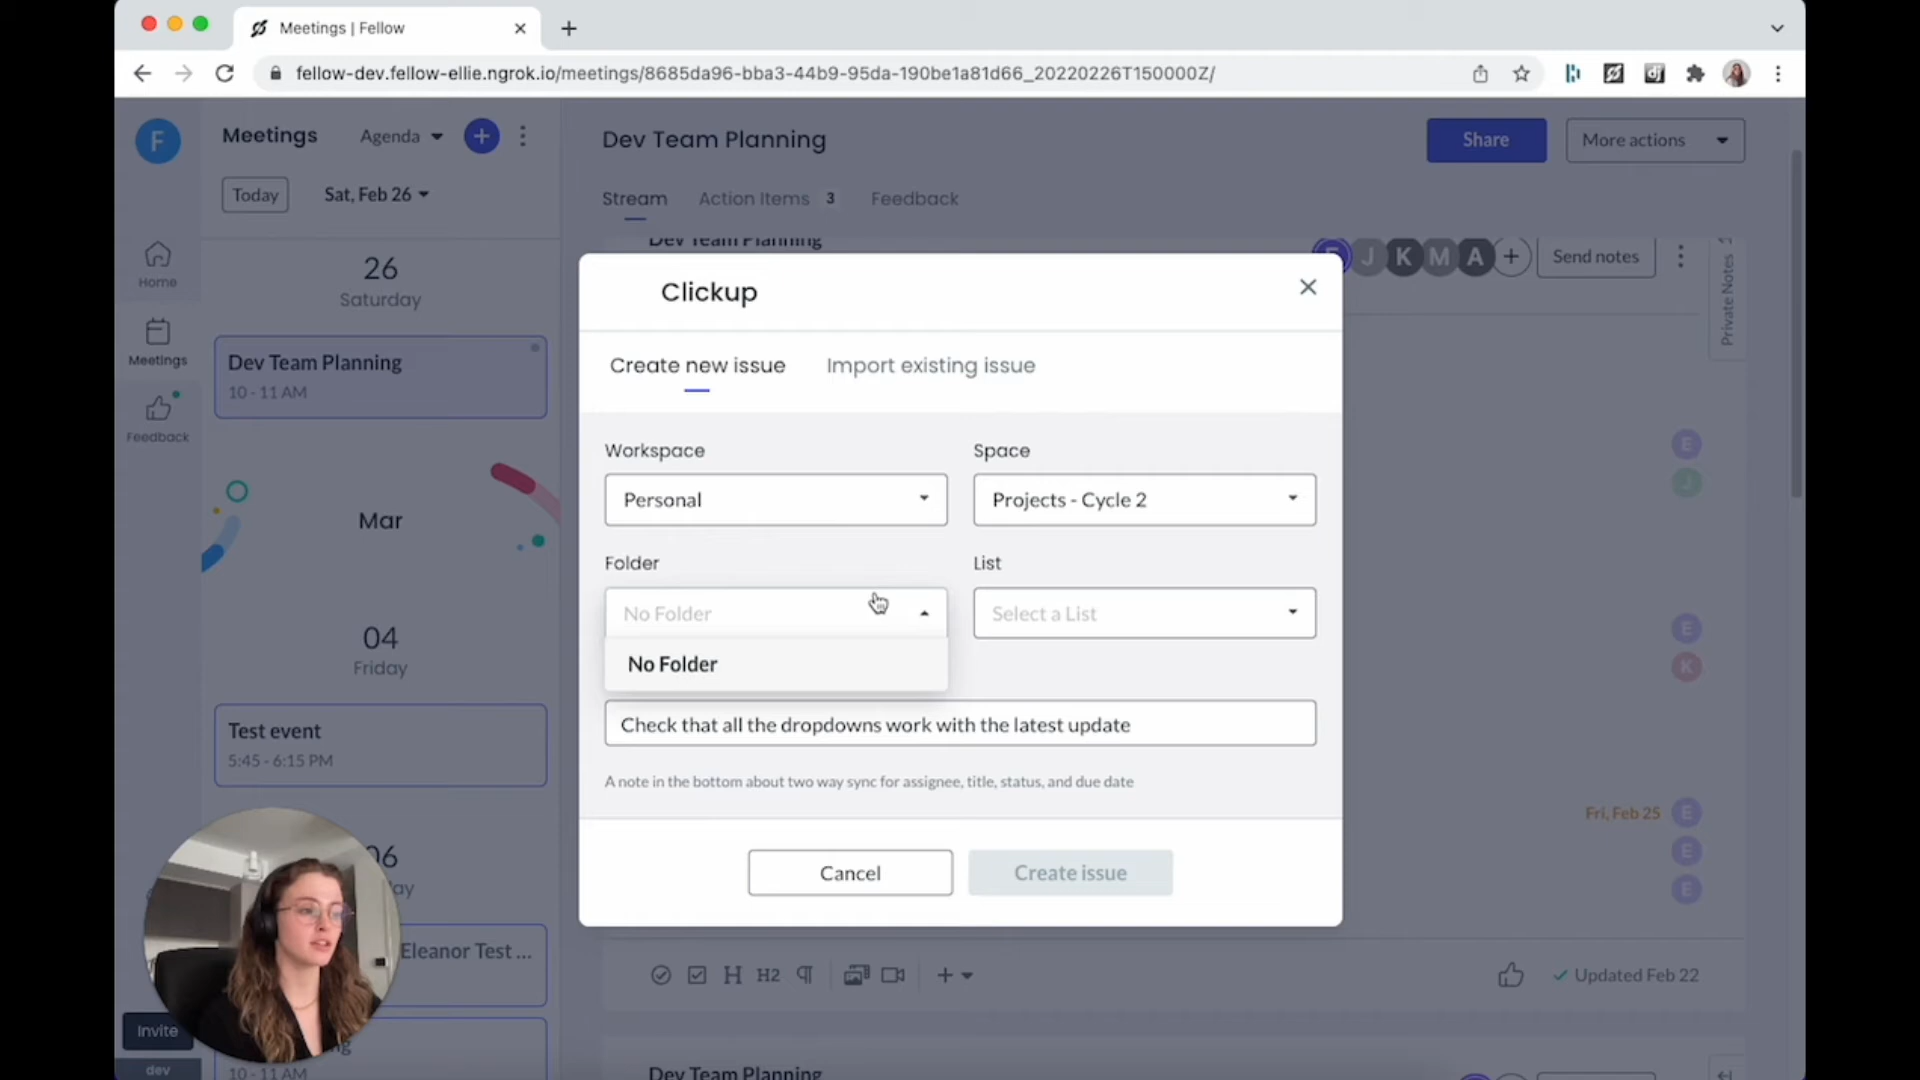 Meetings | Fellow
fellow-dev.fellow-ellie.ngrok.io/meetings/8685da96-bba3-44b9-95da-190be1a81d66_20220226T150000Z/
F
Home
Meetings
Feedback
Invite
dev
Meetings
Agenda
Today
Sat, Feb 26
26
Saturday
Dev Team Planning
10 - 11 AM
Mar
04
Friday
Test event
5:45 - 6:15 PM
06
Eleanor Test ...
10 - 11 AM
Dev Team Planning
Share
More actions
Stream
Action Items 3
Feedback
Dev Team Planning
J K M A
Send notes
Private Notes
Clickup
Create new issue
Import existing issue
Workspace
Space
Personal
Projects - Cycle 2
Folder
List
No Folder
Select a List
No Folder
Check that all the dropdowns work with the latest update
A note in the bottom about two way sync for assignee, title, status, and due date
Cancel
Create issue
E
J
E
K
Fri, Feb 25
E
E
E
H H2
Updated Feb 22
Dev Team Planning